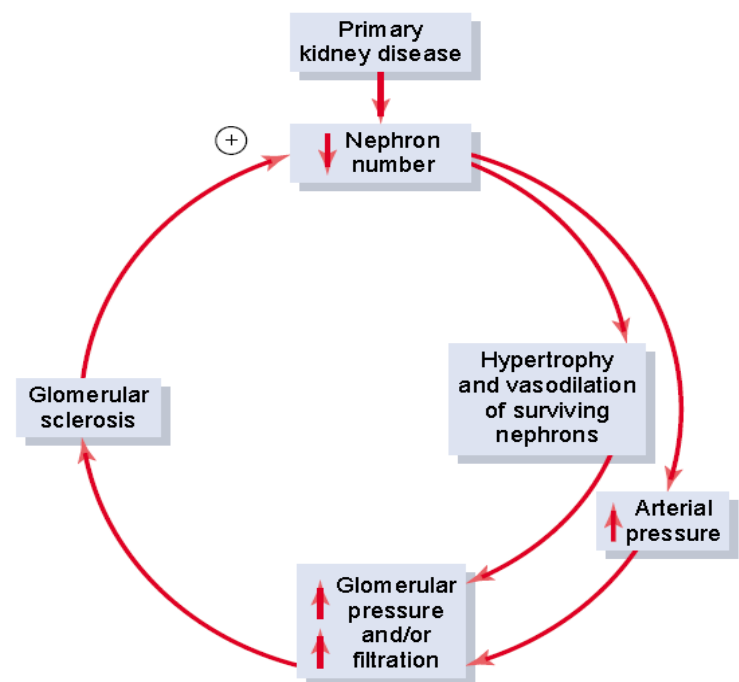 Primary
kidney disease
+
Nephron
number
Hypertrophy
and vasodilation
of surviving
nephrons
Arterial
pressure
Glomerular
pressure
and/or
filtration
Glomerular
sclerosis